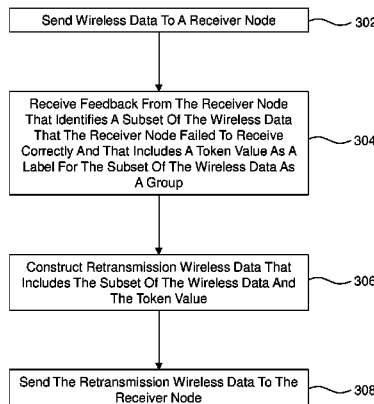 Send Wireless Data To A Receiver Node
302
Receive Feedback From The Receiver Node
That Identifies A Subset Of The Wireless Data
That The Receiver Node Failed To Receive
Correctly And That Includes A Token Value As A
Label For The Subset Of The Wireless Data As
A Group
304
Construct Retransmission Wireless Data That
Includes The Subset Of The Wireless Data And
The Token Value
306
Send The Retransmission Wireless Data To The
Receiver Node
308